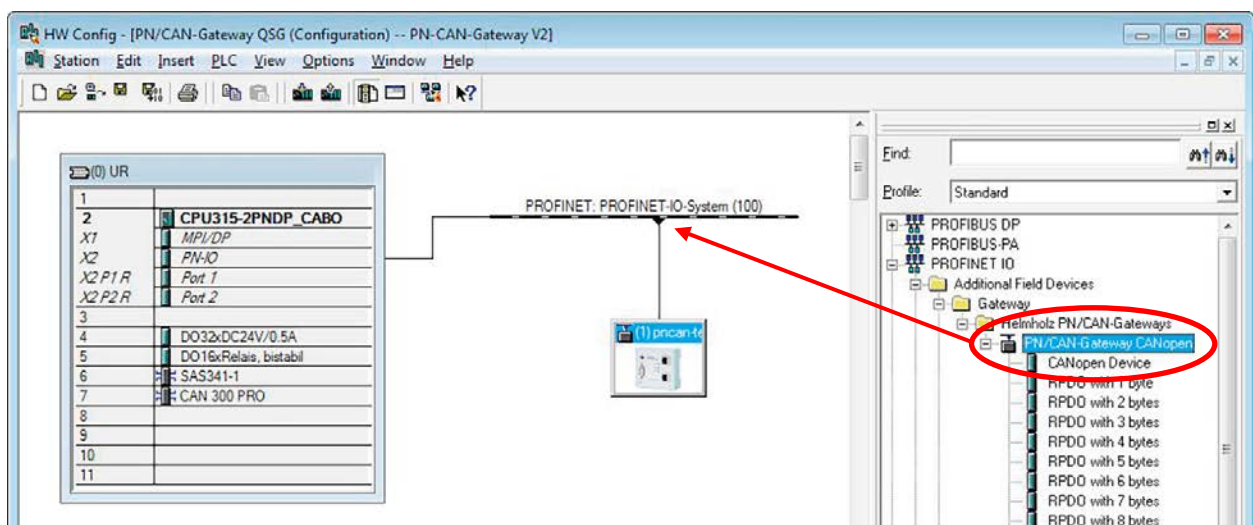 HW Config - [PN/CAN-Gateway QSG (Configuration) -- PN-CAN-Gateway V2]
Station Edit Insert PLC View Options Window Help
(0) UR
1
2 CPU315-2PNDP_CABO
X1 MPI/DP
X2 PN-IO
X2 P1 R Port 1
X2 P2 R Port 2
3
4 DO32xDC24V/0.5A
5 DO16xRelais, bistabil
6 SAS341-1
7 CAN 300 PRO
8
9
10
11
PROFINET: PROFINET-IO-System (100)
(1) pncan-te
Find:
Profile: Standard
PROFIBUS DP
PROFIBUS-PA
PROFINET IO
Additional Field Devices
Gateway
Helmholz PN/CAN-Gateways
PN/CAN-Gateway CANopen
CANopen Device
RPDO with 1 byte
RPDO with 2 bytes
RPDO with 3 bytes
RPDO with 4 bytes
RPDO with 5 bytes
RPDO with 6 bytes
RPDO with 7 bytes
RPDO with 8 bytes